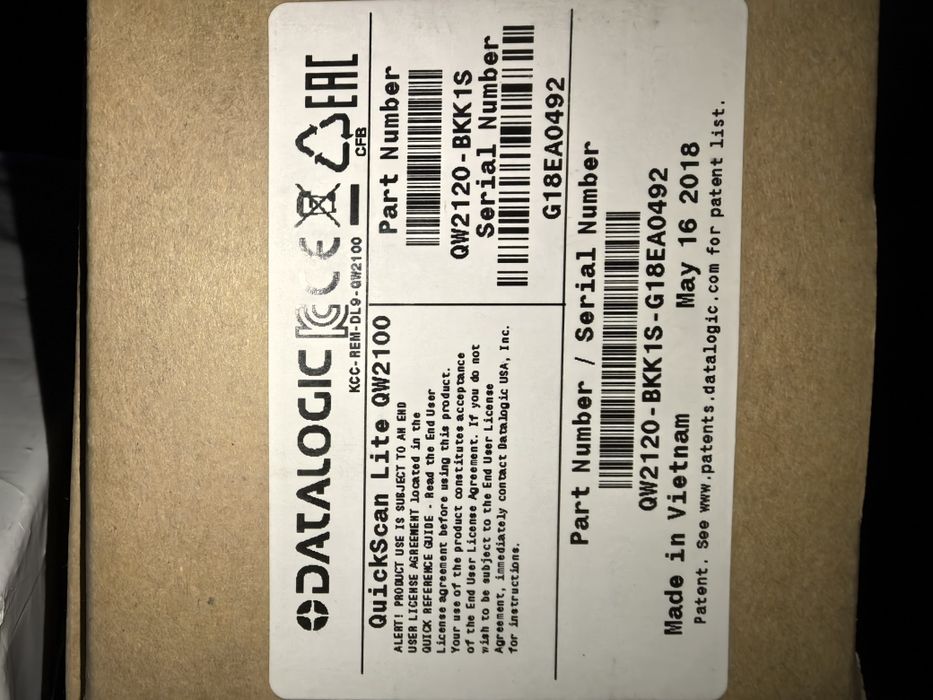 DATALOGIC
CE
EAC
KCC-REM-DL9-QW2100
CFB
QuickScan Lite QW2100
ALERT! PRODUCT USE IS SUBJECT TO AN END
USER LICENSE AGREEMENT located in the
QUICK REFERENCE GUIDE - Read the End User
License agreement before using this product.
Your use of the product constitutes acceptance
of the End User License Agreement. If you do not
wish to be subject to the End User License
Agreement, immediately contact Datalogic USA, Inc.
for instructions.
Part Number
QW2120-BKK1S
Serial Number
G18EA0492
Part Number / Serial Number
QW2120-BKK1S-G18EA0492
Made in Vietnam
May 16 2018
Patent. See www.patents.datalogic.com for patent list.